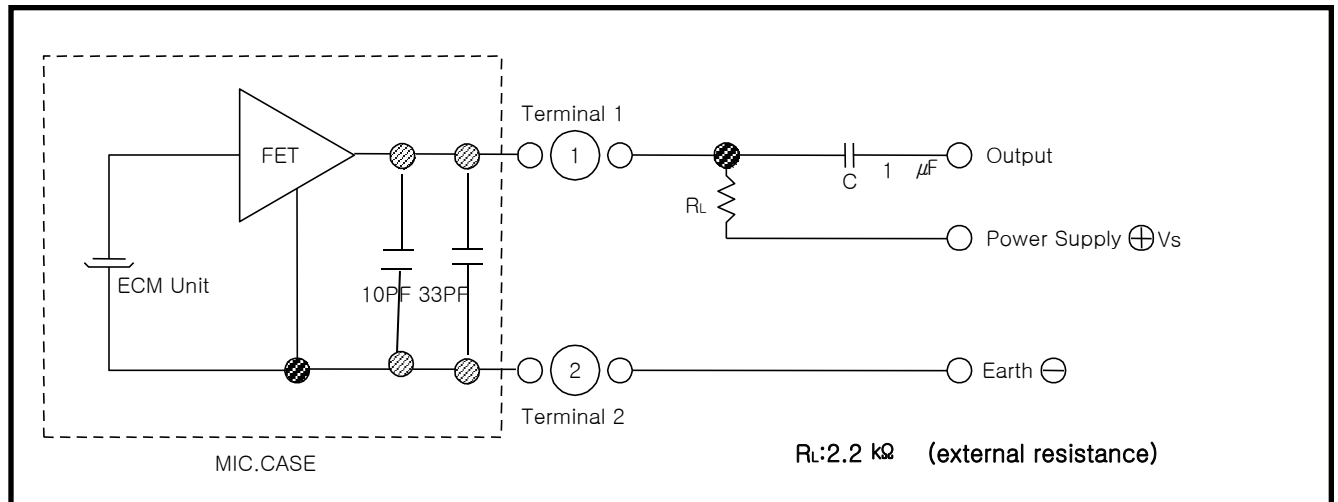 Terminal 1
FET
1
Output
C 1 μF
RL
Power Supply ⊕Vs
ECM Unit
10PF 33PF
2
Earth ⊖
Terminal 2
MIC.CASE
RL:2.2 kΩ (external resistance)